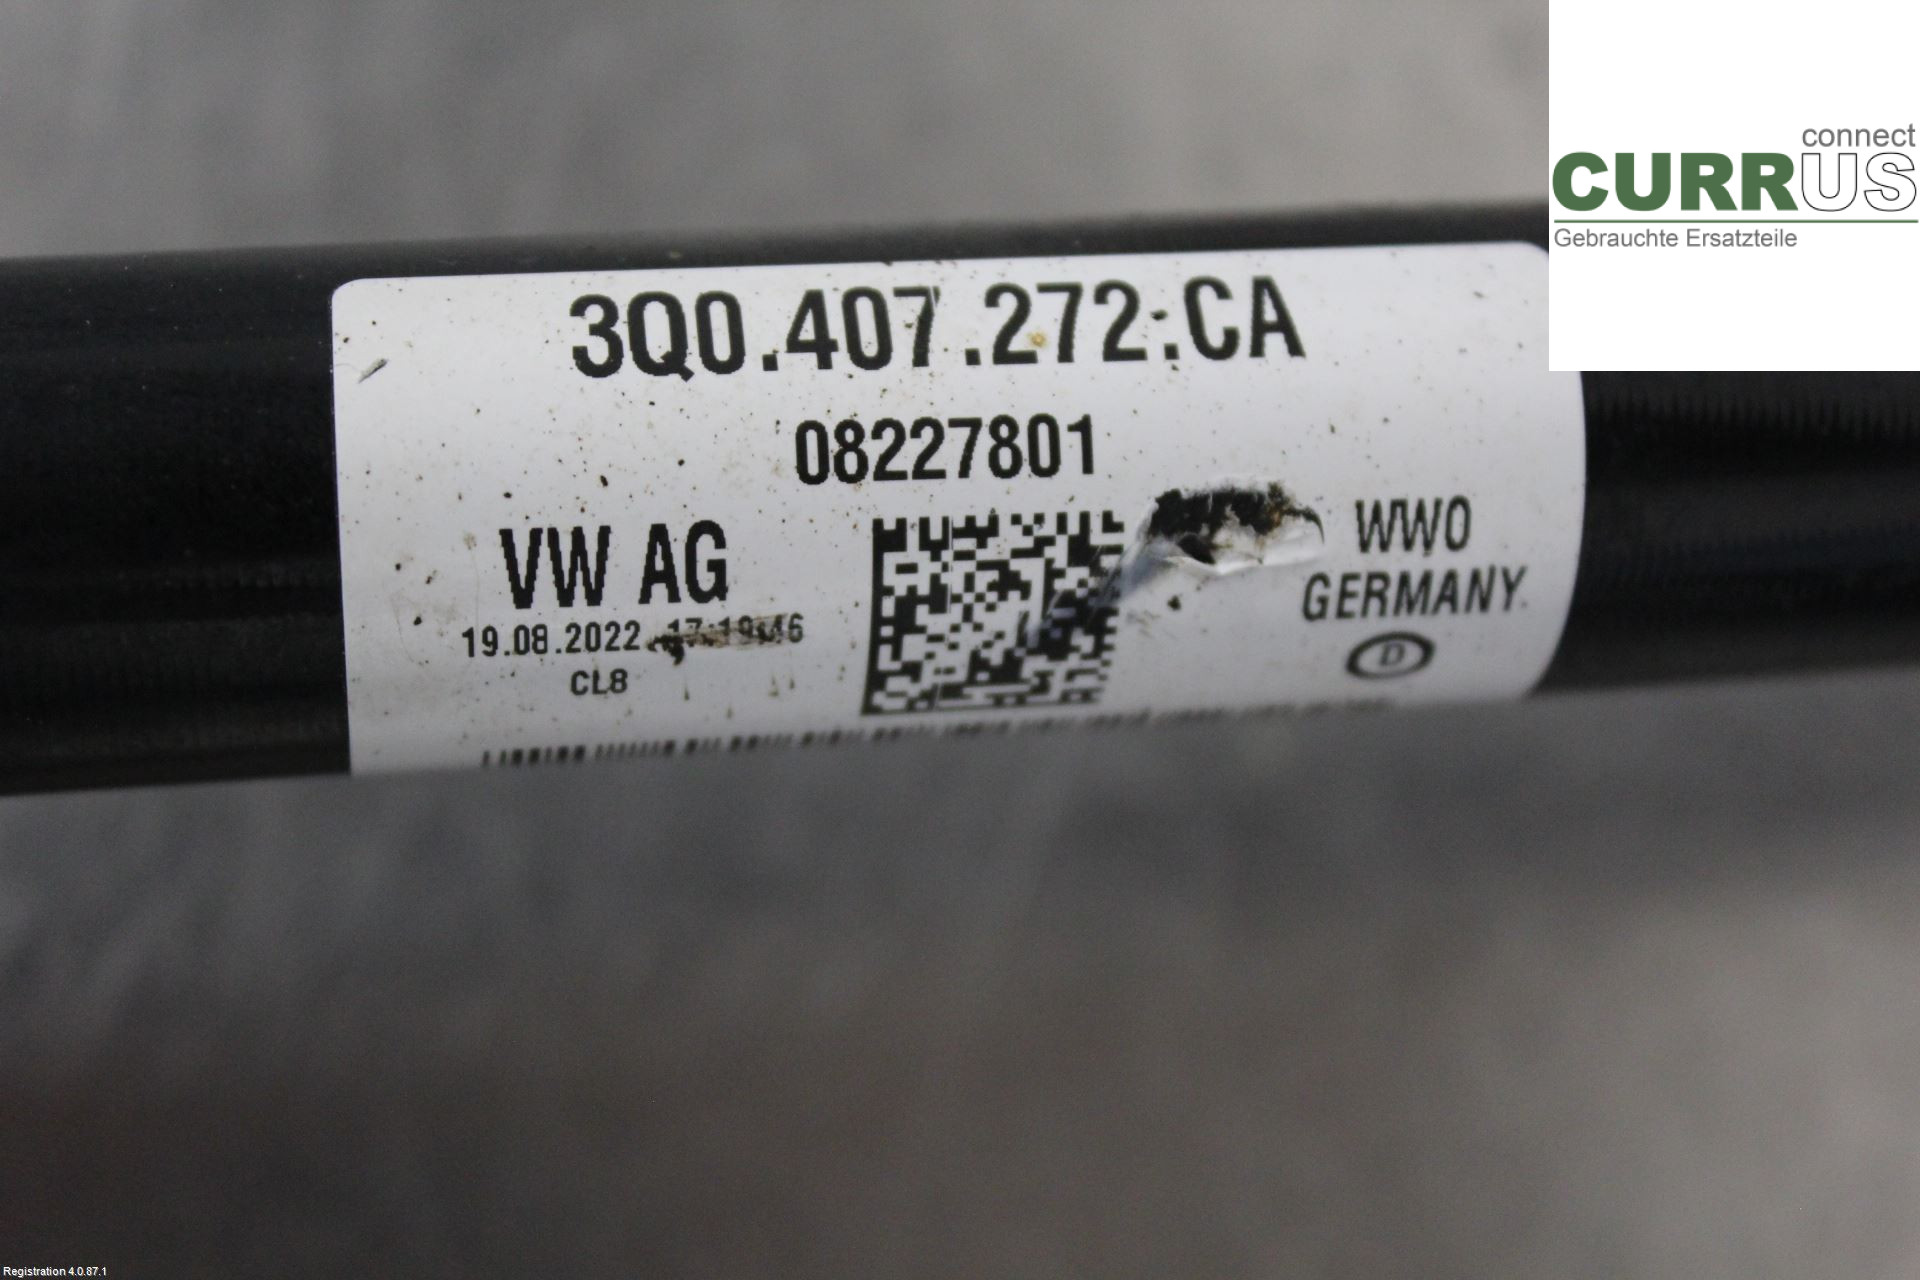 connect
CURRUS
Gebrauchte Ersatzteile
3Q0.407.272.CA
08227801
VW AG
WWO
GERMANY
19.08.2022
CL8
D
Registration 4.0.87.1